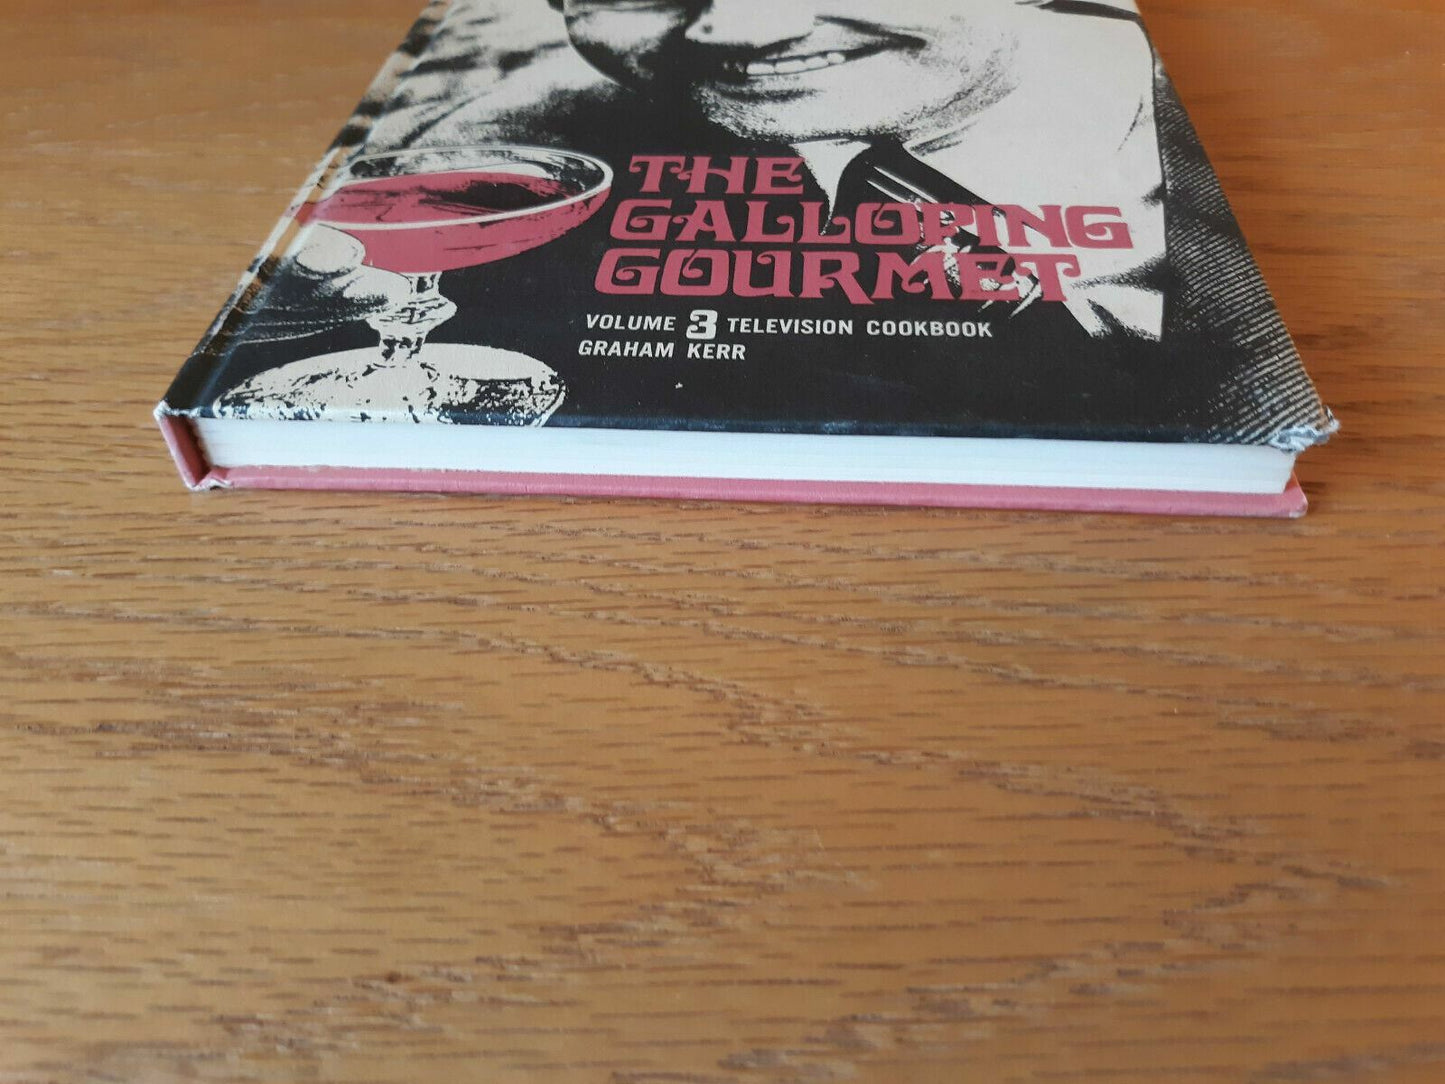 THE
GALLOPING
GOURMET
VOLUME 3 TELEVISION COOKBOOK
GRAHAM KERR